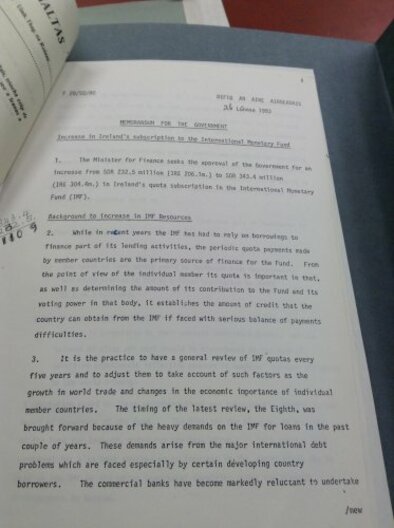 RIALTAS
F 20/50/82
OIFIG AN AIRE AIRGEADAIS
26 Lúnasa 1983
MEMORANDUM FOR THE GOVERNMENT
Increase in Ireland's subscription to the International Monetary Fund
1. The Minister for Finance seeks the approval of the Government for an
increase from SDR 232.5 million (IR£ 206.1m.) to SDR 343.4 million
(IR£ 304.4m.) in Ireland's quota subscription in the International Monetary
Fund (IMF).
Background to increase in IMF Resources
2. While in recent years the IMF has had to rely on borrowings to
finance part of its lending activities, the periodic quota payments made
by member countries are the primary source of finance for the Fund. From
the point of view of the individual member its quota is important in that,
as well as determining the amount of its contribution to the Fund and its
voting power in that body, it establishes the amount of credit that the
country can obtain from the IMF if faced with serious balance of payments
difficulties.
3. It is the practice to have a general review of IMF quotas every
five years and to adjust them to take account of such factors as the
growth in world trade and changes in the economic importance of individual
member countries. The timing of the latest review, the Eighth, was
brought forward because of the heavy demands on the IMF for loans in the past
couple of years. These demands arise from the major international debt
problems which are faced especially by certain developing country
borrowers. The commercial banks have become markedly reluctant to undertake
/new